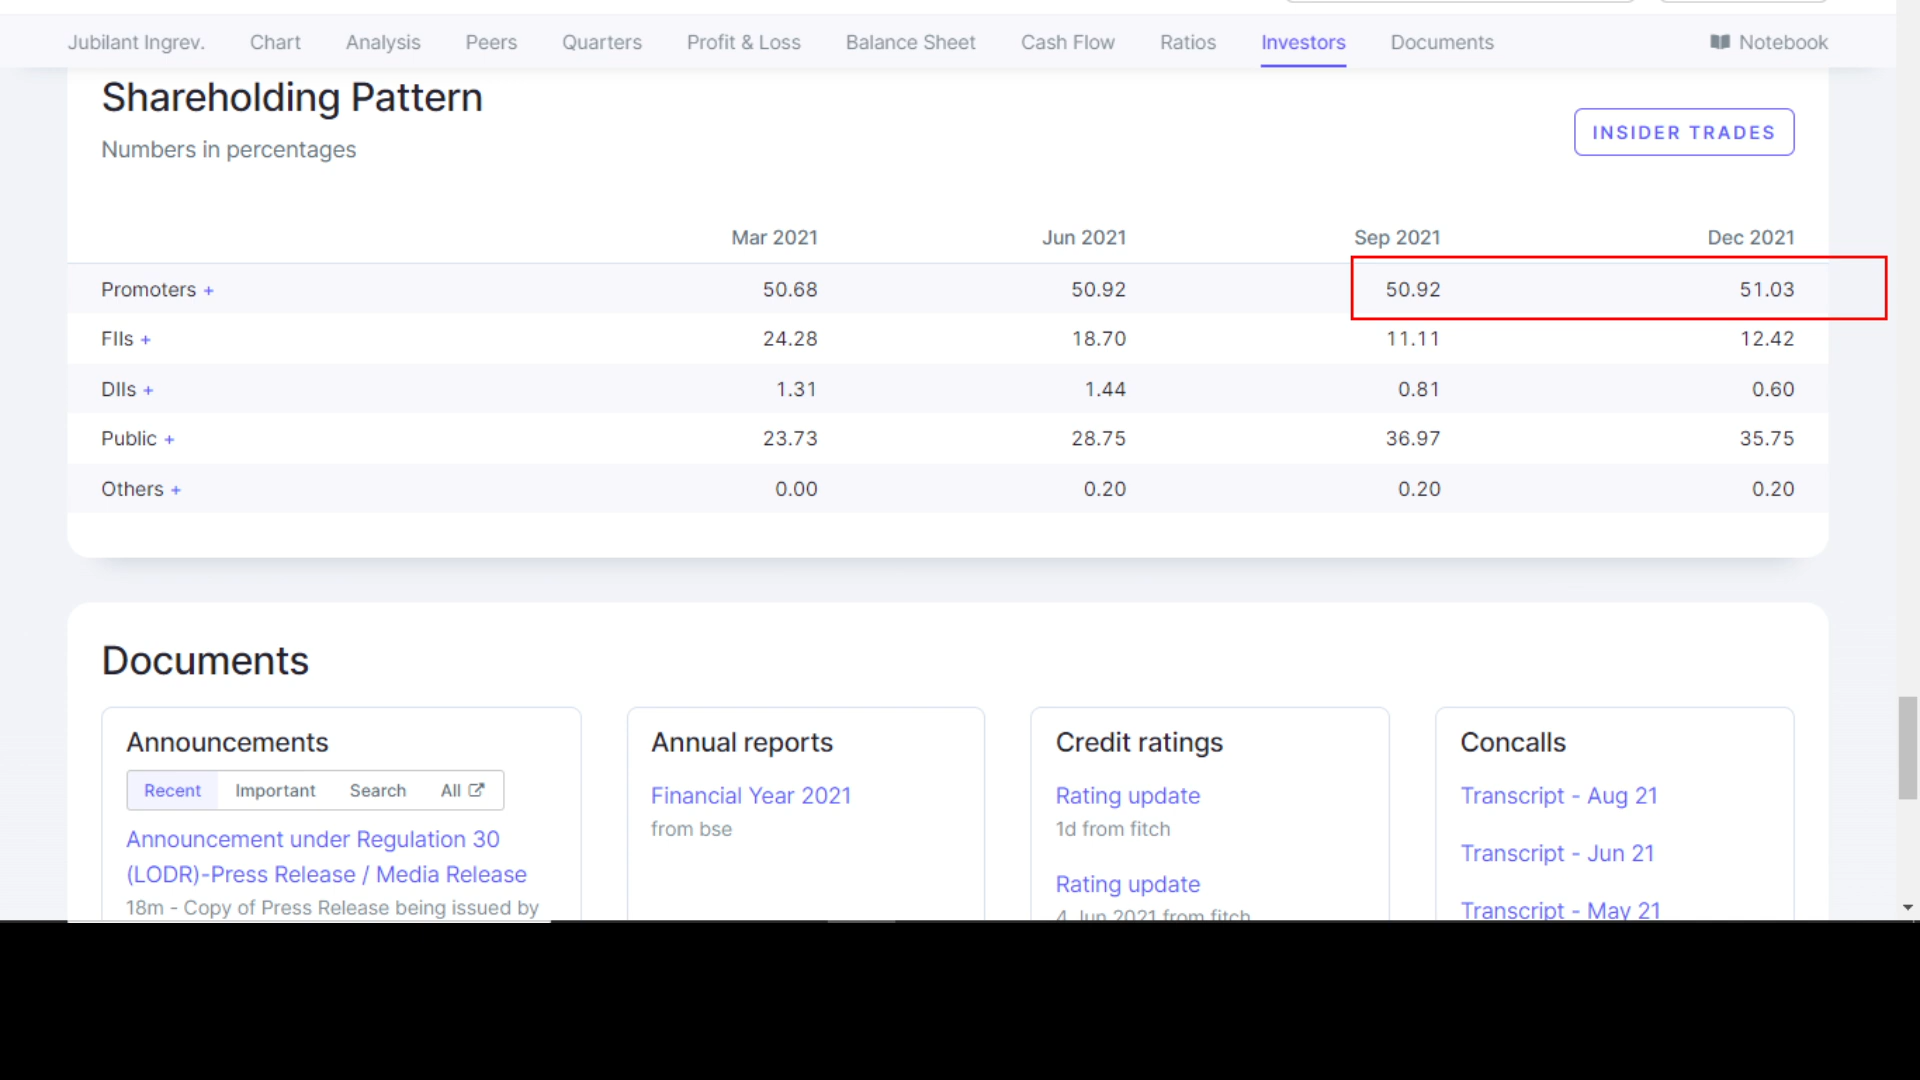 Jubilant Ingrev. Chart Analysis Peers Quarters Profit & Loss Balance Sheet Cash Flow Ratios Investors Documents Notebook
Shareholding Pattern
INSIDER TRADES
Numbers in percentages
Mar 2021 Jun 2021 Sep 2021 Dec 2021
Promoters + 50.68 50.92 50.92 51.03
FIIs + 24.28 18.70 11.11 12.42
DIIs + 1.31 1.44 0.81 0.60
Public + 23.73 28.75 36.97 35.75
Others + 0.00 0.20 0.20 0.20
Documents
Announcements
Recent Important Search All
Announcement under Regulation 30
(LODR)-Press Release / Media Release
18m - Copy of Press Release being issued by
Annual reports
Financial Year 2021
from bse
Credit ratings
Rating update
1d from fitch
Rating update
4 Jun 2021 from fitch
Concalls
Transcript - Aug 21
Transcript - Jun 21
Transcript - May 21